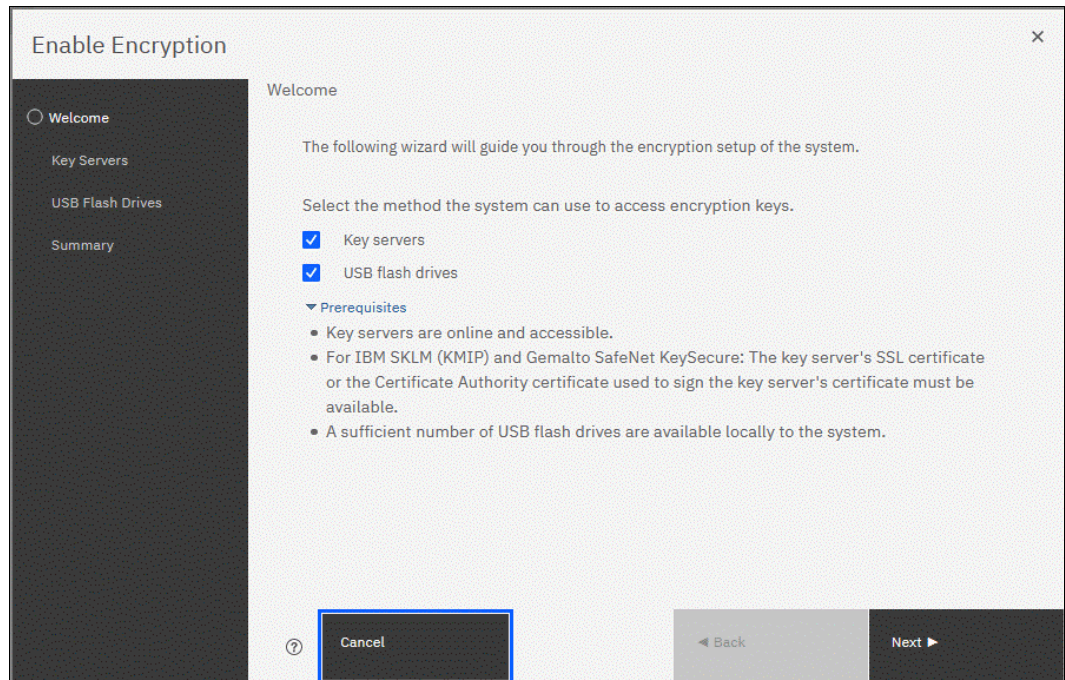 Enable Encryption
Welcome
Key Servers
USB Flash Drives
Summary
Welcome
The following wizard will guide you through the encryption setup of the system.
Select the method the system can use to access encryption keys.
Key servers
USB flash drives
Prerequisites
• Key servers are online and accessible.
• For IBM SKLM (KMIP) and Gemalto SafeNet KeySecure: The key server's SSL certificate
or the Certificate Authority certificate used to sign the key server's certificate must be
available.
• A sufficient number of USB flash drives are available locally to the system.
Cancel
Back
Next